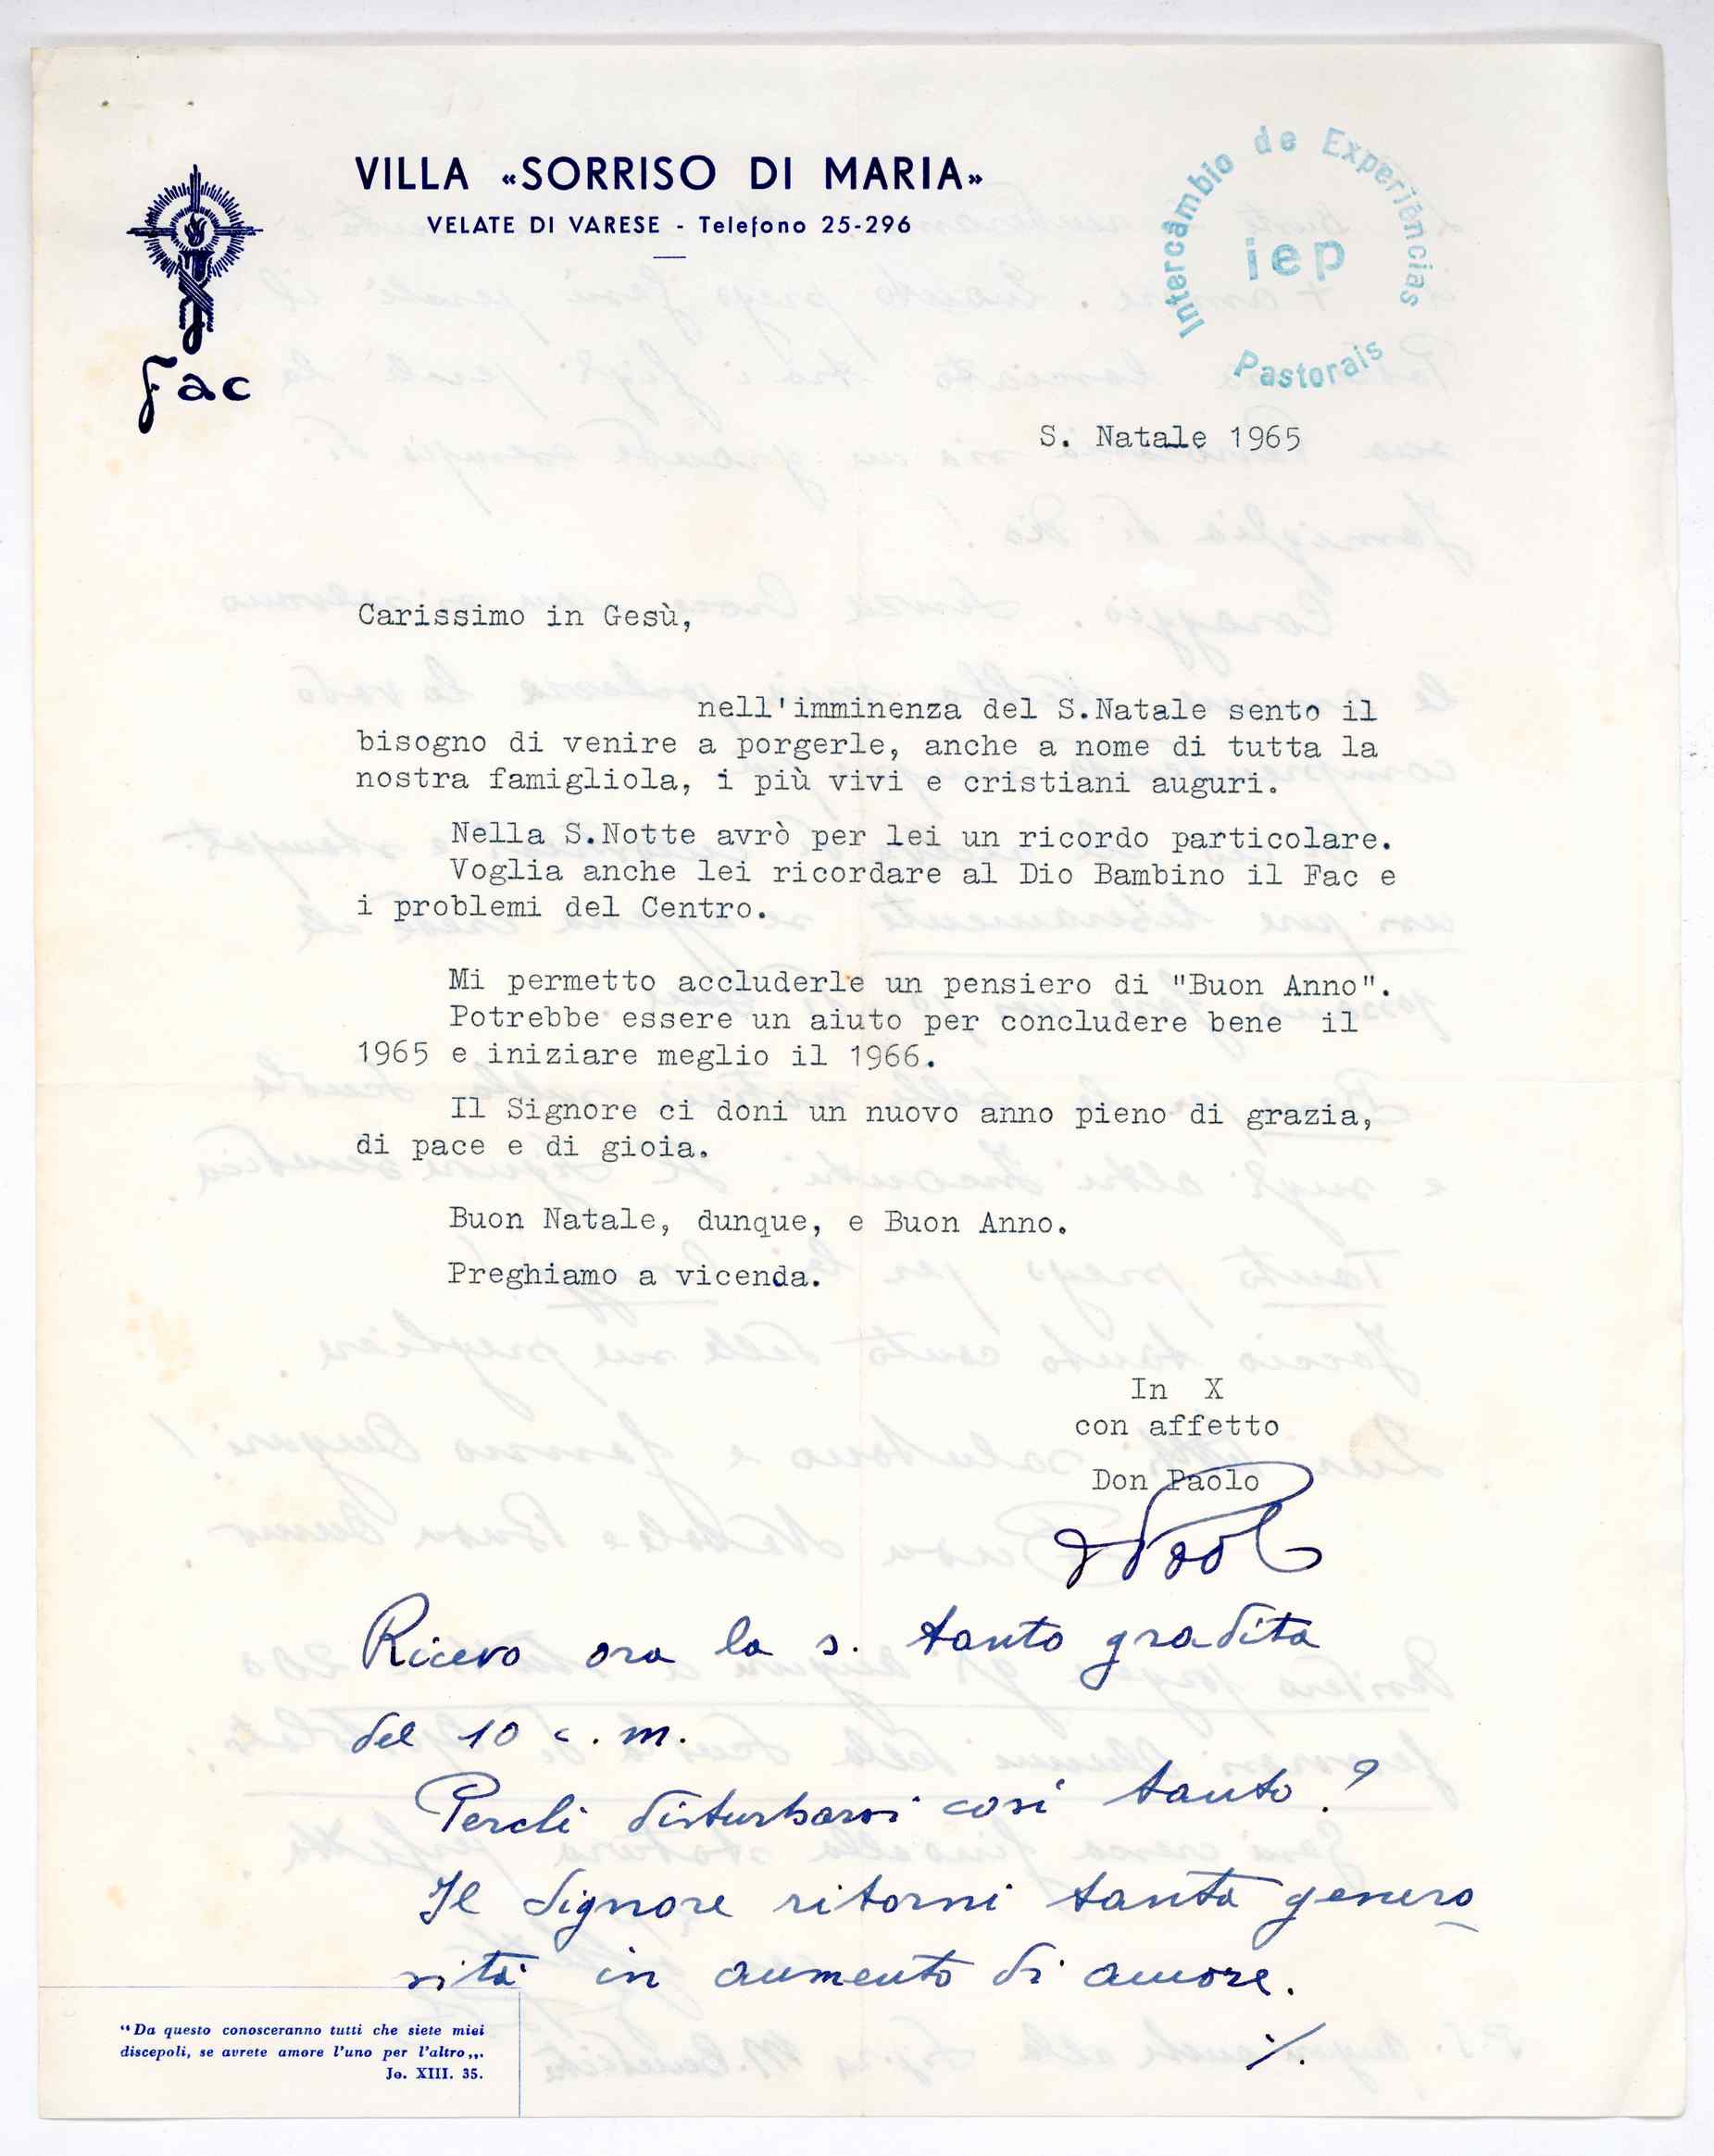 VILLA «SORRISO DI MARIA»
VELATE DI VARESE - Telefono 25-296
Fac
Intercâmbio de Experiências
iep
Pastorais
S. Natale 1965
Carissimo in Gesù,
nell'imminenza del S.Natale sento il
bisogno di venire a porgerle, anche a nome di tutta la
nostra famigliola, i più vivi e cristiani auguri.
Nella S.Notte avrò per lei un ricordo particolare.
Voglia anche lei ricordare al Dio Bambino il Fac e
i problemi del Centro.
Mi permetto accluderle un pensiero di "Buon Anno".
Potrebbe essere un aiuto per concludere bene il
1965 e iniziare meglio il 1966.
Il Signore ci doni un nuovo anno pieno di grazia,
di pace e di gioia.
Buon Natale, dunque, e Buon Anno.
Preghiamo a vicenda.
In X
con affetto
Don Paolo
Ricevo ora la s. tanto gradita
del 10 c. m.
Perché disturbarsi così tanto?
Il Signore ritorni tanta genero
sità in aumento di amore.
./.
“Da questo conosceranno tutti che siete miei
discepoli, se avrete amore l'uno per l'altro„.
Jo. XIII. 35.